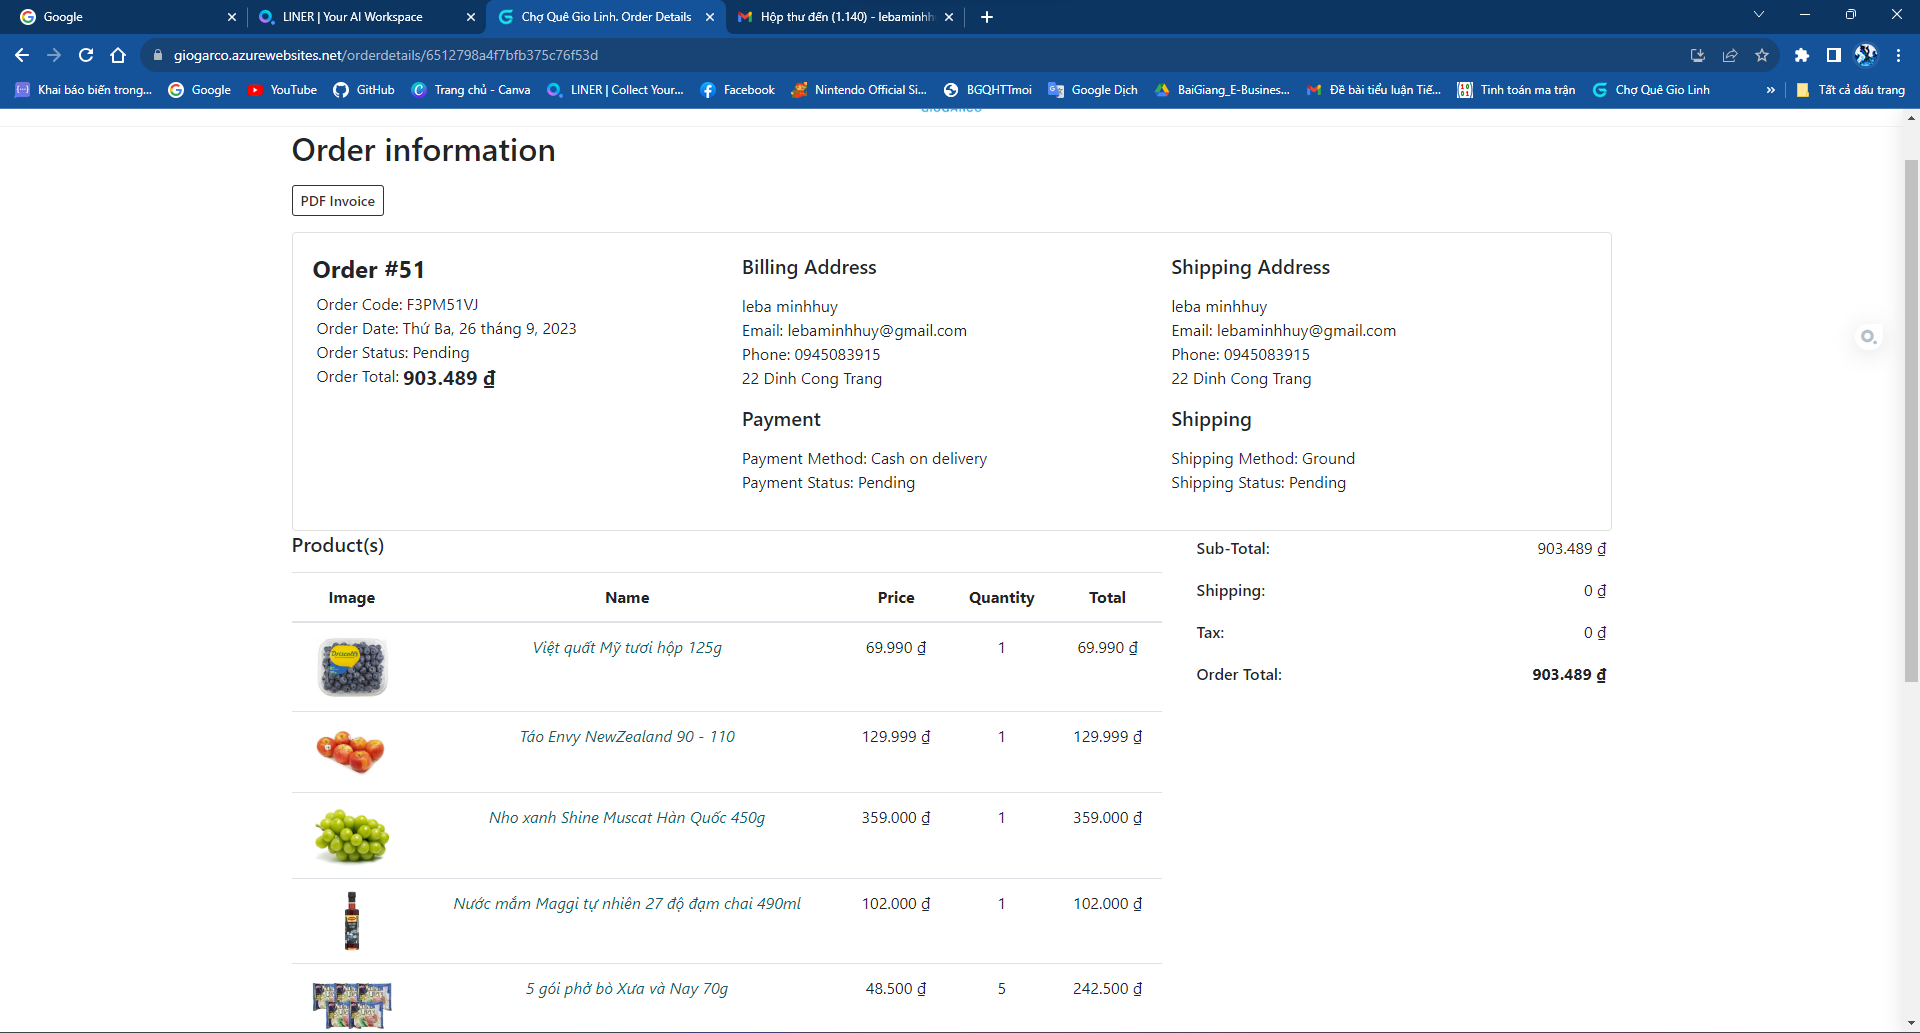 Google
LINER | Your AI Workspace
Chợ Quê Gio Linh. Order Details
Hộp thư đến (1.140) - lebaminhh
giogarco.azurewebsites.net/orderdetails/6512798a4f7bfb375c76f53d
Khai báo biến trong...
Google
YouTube
GitHub
Trang chủ - Canva
LINER | Collect Your...
Facebook
Nintendo Official Si...
BGQHTTmoi
Google Dịch
BaiGiang_E-Busines...
Đề bài tiểu luận Tiế...
Tính toán ma trận
Chợ Quê Gio Linh
Tất cả dấu trang
Order information
PDF Invoice
Order #51
Order Code: F3PM51VJ
Order Date: Thứ Ba, 26 tháng 9, 2023
Order Status: Pending
Order Total: 903.489 ₫
Billing Address
leba minhhuy
Email: lebaminhhuy@gmail.com
Phone: 0945083915
22 Dinh Cong Trang
Payment
Payment Method: Cash on delivery
Payment Status: Pending
Shipping Address
leba minhhuy
Email: lebaminhhuy@gmail.com
Phone: 0945083915
22 Dinh Cong Trang
Shipping
Shipping Method: Ground
Shipping Status: Pending
Product(s)
Image Name Price Quantity Total
Driscoll's
Việt quất Mỹ tươi hộp 125g 69.990 ₫ 1 69.990 ₫
Táo Envy NewZealand 90 - 110 129.999 ₫ 1 129.999 ₫
Nho xanh Shine Muscat Hàn Quốc 450g 359.000 ₫ 1 359.000 ₫
Nước mắm Maggi tự nhiên 27 độ đạm chai 490ml 102.000 ₫ 1 102.000 ₫
5 gói phở bò Xưa và Nay 70g 48.500 ₫ 5 242.500 ₫
Sub-Total: 903.489 ₫
Shipping: 0 ₫
Tax: 0 ₫
Order Total: 903.489 ₫